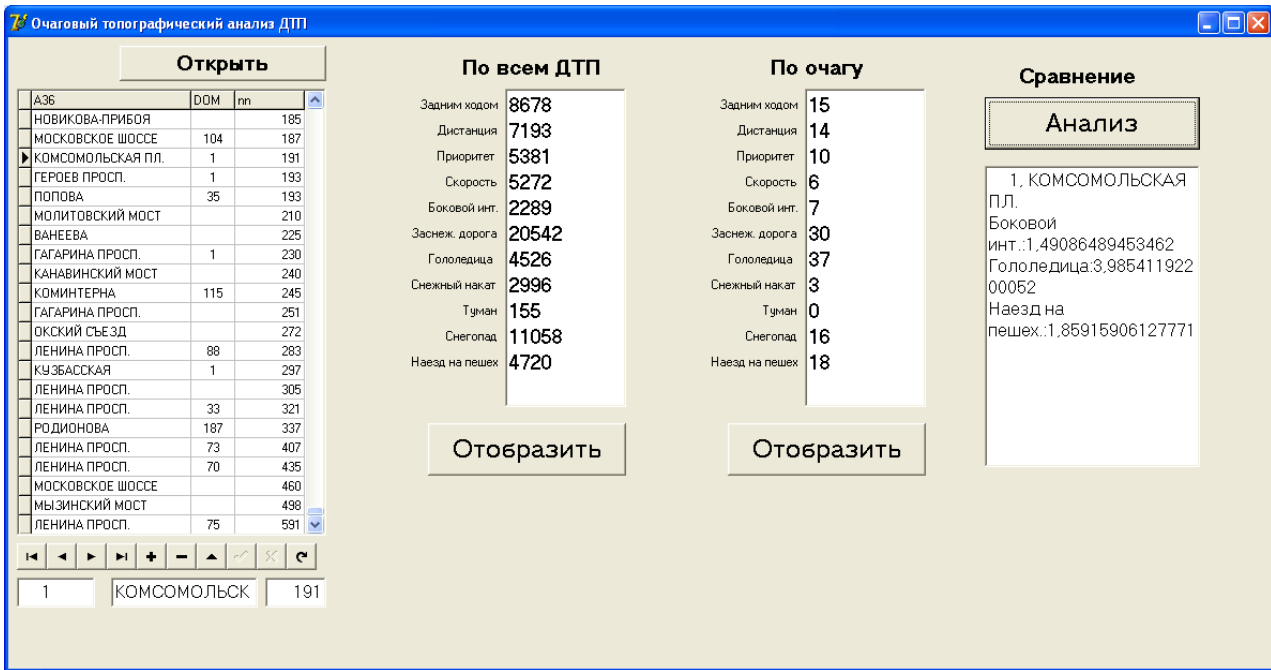 Очаговый топографический анализ ДТП
Открыть
АЗ6 DOM nn
НОВИКОВА-ПРИБОЯ 185
МОСКОВСКОЕ ШОССЕ 104 187
КОМСОМОЛЬСКАЯ ПЛ. 1 191
ГЕРОЕВ ПРОСП. 1 193
ПОПОВА 35 193
МОЛИТОВСКИЙ МОСТ 210
ВАНЕЕВА 225
ГАГАРИНА ПРОСП. 1 230
КАНАВИНСКИЙ МОСТ 240
КОМИНТЕРНА 115 245
ГАГАРИНА ПРОСП. 251
ОКСКИЙ СЪЕЗД 272
ЛЕНИНА ПРОСП. 88 283
КУЗБАССКАЯ 1 297
ЛЕНИНА ПРОСП. 305
ЛЕНИНА ПРОСП. 33 321
РОДИОНОВА 187 337
ЛЕНИНА ПРОСП. 73 407
ЛЕНИНА ПРОСП. 70 435
МОСКОВСКОЕ ШОССЕ 460
МЫЗИНСКИЙ МОСТ 498
ЛЕНИНА ПРОСП. 75 591
1 КОМСОМОЛЬСК 191
По всем ДТП
Задним ходом 8678
Дистанция 7193
Приоритет 5381
Скорость 5272
Боковой инт. 2289
Заснеж. дорога 20542
Гололедица 4526
Снежный накат 2996
Туман 155
Снегопад 11058
Наезд на пешех 4720
Отобразить
По очагу
Задним ходом 15
Дистанция 14
Приоритет 10
Скорость 6
Боковой инт. 7
Заснеж. дорога 30
Гололедица 37
Снежный накат 3
Туман 0
Снегопад 16
Наезд на пешех 18
Отобразить
Сравнение
Анализ
1, КОМСОМОЛЬСКАЯ
ПЛ.
Боковой
инт.:1,49086489453462
Гололедица:3,985411922
00052
Наезд на
пешех.:1,85915906127771